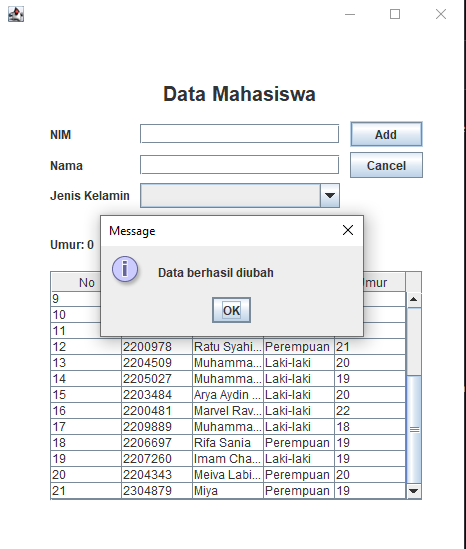 Data Mahasiswa
NIM
Add
Nama
Cancel
Jenis Kelamin
Message
Data berhasil diubah
OK
Umur: 0
No
9
10
11
12 2200978 Ratu Syahi... Perempuan 21
13 2204509 Muhamma... Laki-laki 20
14 2205027 Muhamma... Laki-laki 19
15 2203484 Arya Aydin ... Laki-laki 20
16 2200481 Marvel Rav... Laki-laki 22
17 2209889 Muhamma... Laki-laki 18
18 2206697 Rifa Sania Perempuan 19
19 2207260 Imam Cha... Laki-laki 19
20 2204343 Meiva Labi... Perempuan 20
21 2304879 Miya Perempuan 19